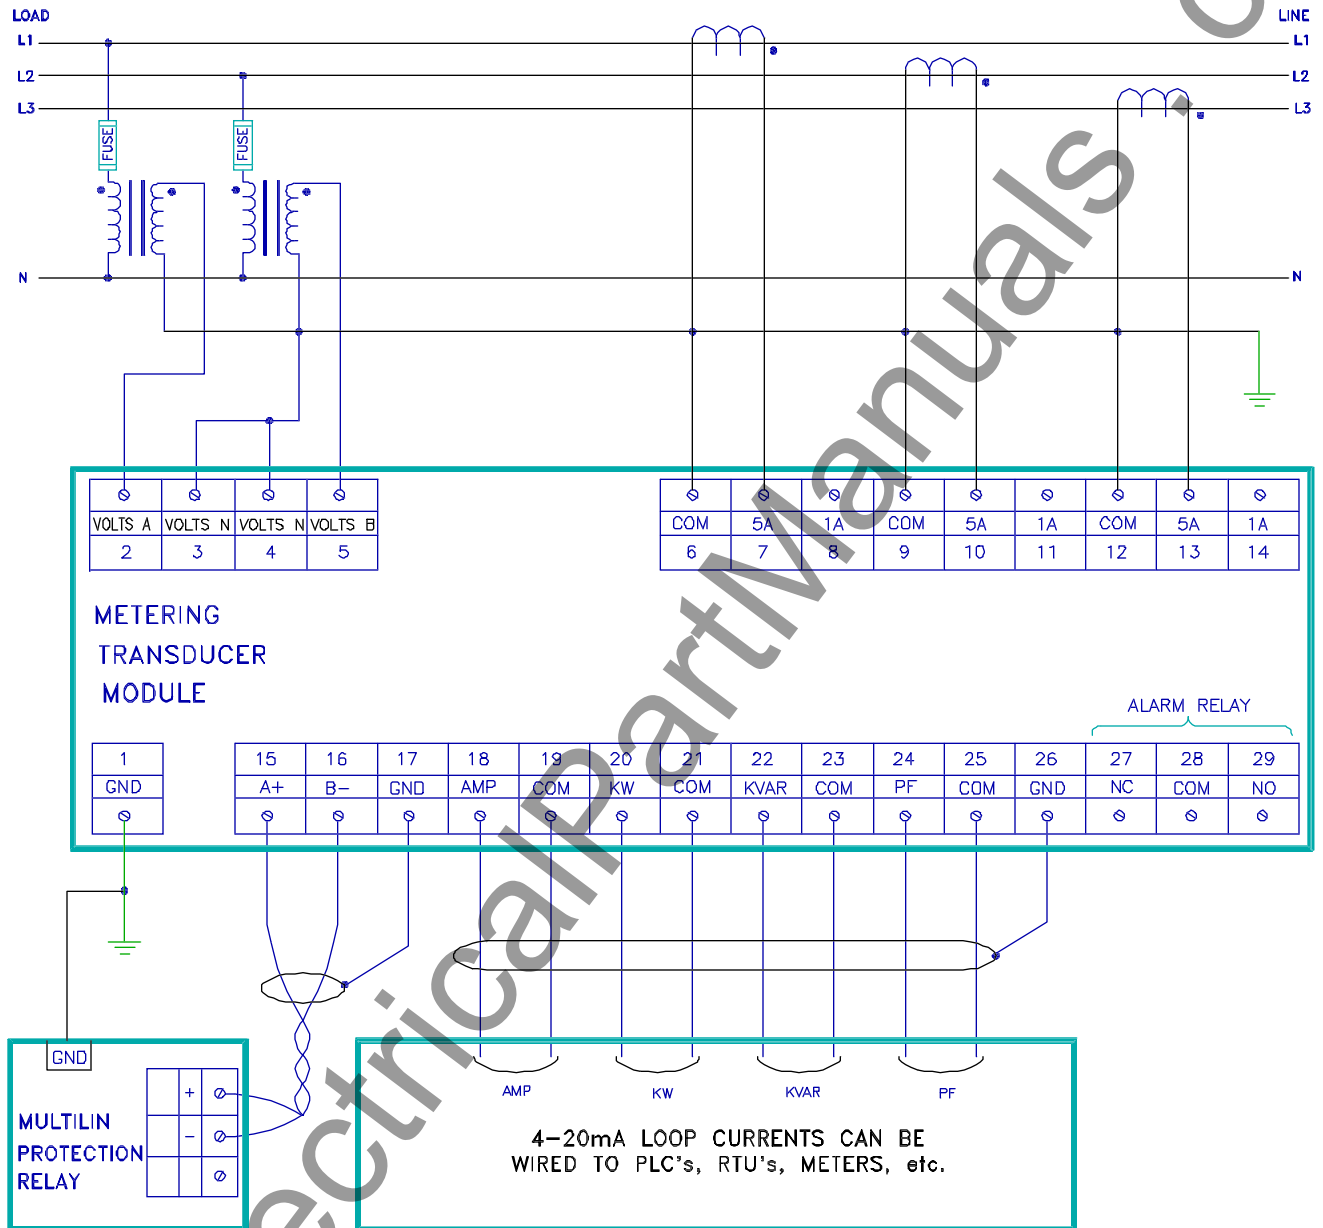 LOAD LINE
L1 L1
L2 L2
L3 L3
FUSE FUSE
N N
VOLTS A VOLTS N VOLTS N VOLTS B COM 5A 1A COM 5A 1A COM 5A 1A
2 3 4 5 6 7 8 9 10 11 12 13 14
METERING
TRANSDUCER
MODULE
ALARM RELAY
1 15 16 17 18 19 20 21 22 23 24 25 26 27 28 29
GND A+ B- GND AMP COM KW COM KVAR COM PF COM GND NC COM NO
GND
+
-
MULTILIN
PROTECTION
RELAY
AMP KW KVAR PF
4-20mA LOOP CURRENTS CAN BE
WIRED TO PLC's, RTU's, METERS, etc.
ectricalPartManuals . c